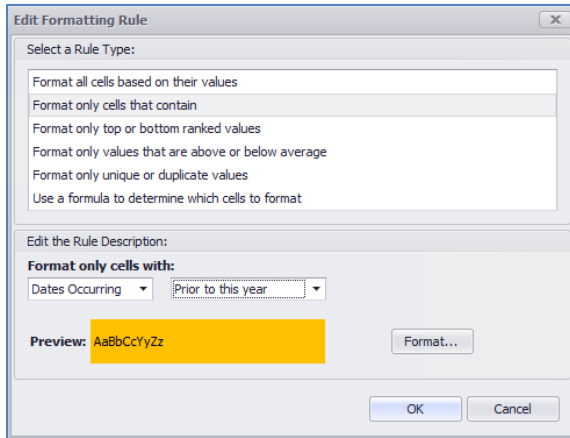 Edit Formatting Rule
Select a Rule Type:
Format all cells based on their values
Format only cells that contain
Format only top or bottom ranked values
Format only values that are above or below average
Format only unique or duplicate values
Use a formula to determine which cells to format
Edit the Rule Description:
Format only cells with:
Dates Occurring Prior to this year
Preview: AaBbCcYyZz Format...
OK Cancel